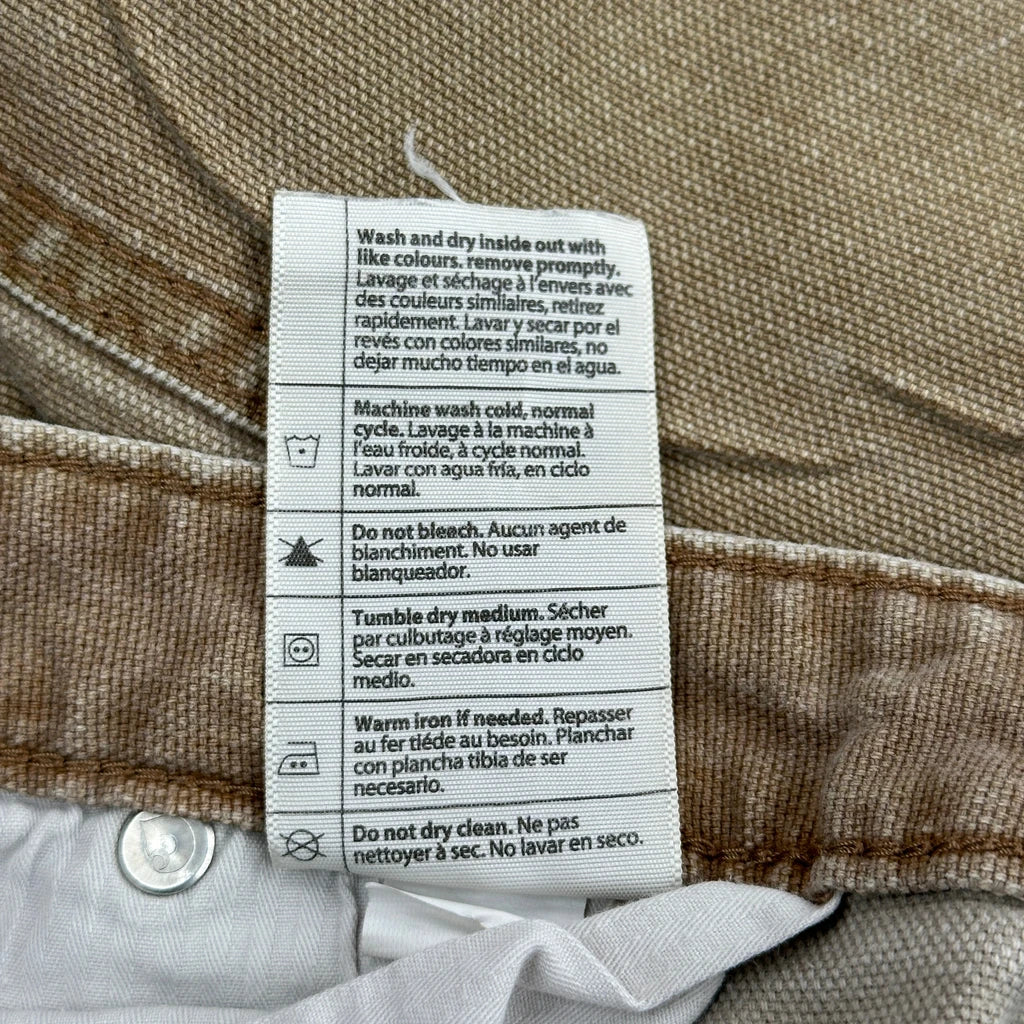 Wash and dry inside out with
like colours. remove promptly.
Lavage et séchage à l'envers avec
des couleurs similaires, retirez
rapidement. Lavar y secar por el
revés con colores similares, no
dejar mucho tiempo en el agua.
Machine wash cold, normal
cycle. Lavage à la machine à
l'eau froide, à cycle normal.
Lavar con agua fría, en ciclo
normal.
Do not bleach. Aucun agent de
blanchiment. No usar
blanqueador.
Tumble dry medium. Sécher
par culbutage à réglage moyen.
Secar en secadora en ciclo
medio.
Warm iron if needed. Repasser
au fer tiéde au besoin. Planchar
con plancha tibia de ser
necesario.
Do not dry clean. Ne pas
nettoyer à sec. No lavar en seco.